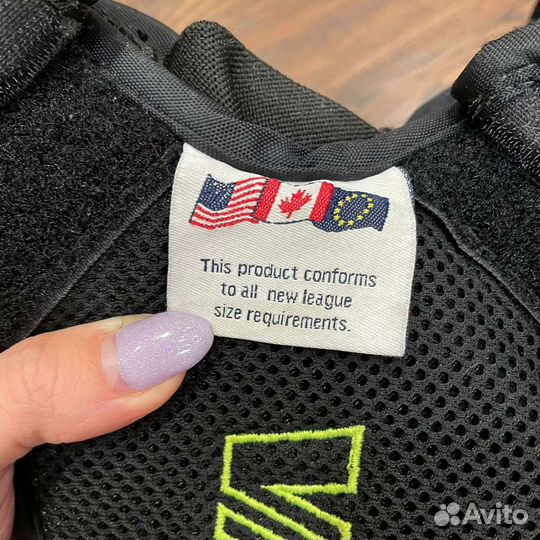 This product conforms
to all new league
size requirements.
Avito